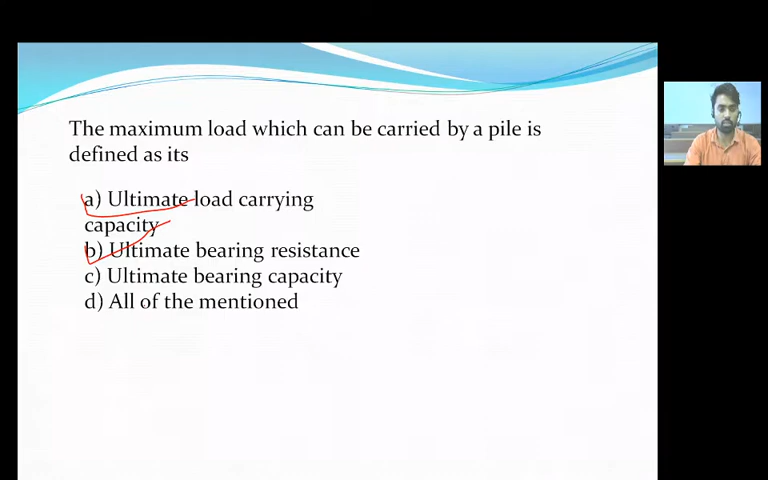 The maximum load which can be carried by a pile is
defined as its
a) Ultimate load carrying
capacity
b) Ultimate bearing resistance
c) Ultimate bearing capacity
d) All of the mentioned